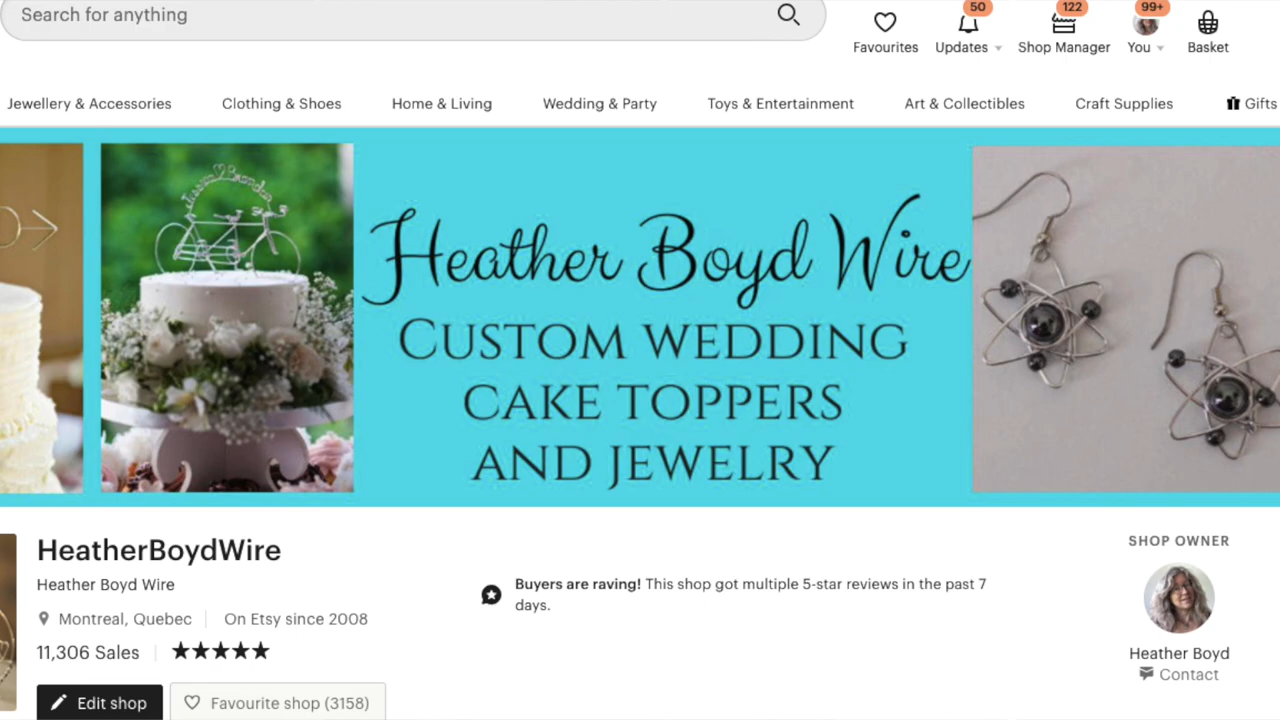 Search for anything
50
122
99+
Favourites
Updates
Shop Manager
You
Basket
Jewellery & Accessories
Clothing & Shoes
Home & Living
Wedding & Party
Toys & Entertainment
Art & Collectibles
Craft Supplies
Gifts
Jessica Brandon
Heather Boyd Wire
CUSTOM WEDDING
CAKE TOPPERS
AND JEWELRY
HeatherBoydWire
Heather Boyd Wire
Montreal, Quebec
On Etsy since 2008
11,306 Sales
Buyers are raving! This shop got multiple 5-star reviews in the past 7
days.
SHOP OWNER
Heather Boyd
Contact
Edit shop
Favourite shop (3158)